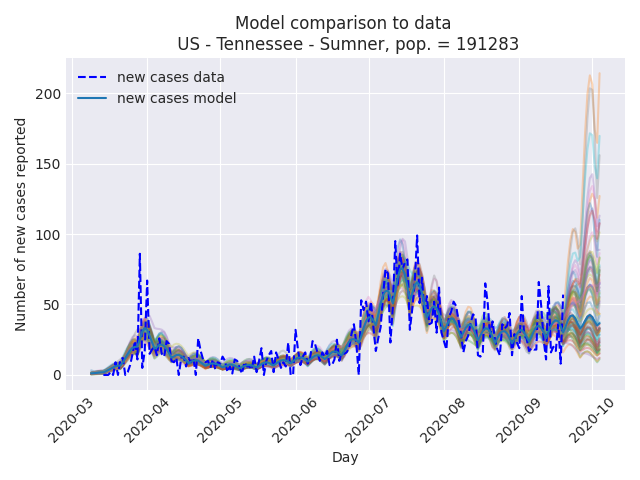 Model comparison to data
US - Tennessee - Sumner, pop. = 191283
new cases data
new cases model
Number of new cases reported
200
150
100
50
0
2020-03
2020-04
2020-05
2020-06
2020-07
2020-08
2020-09
2020-10
Day